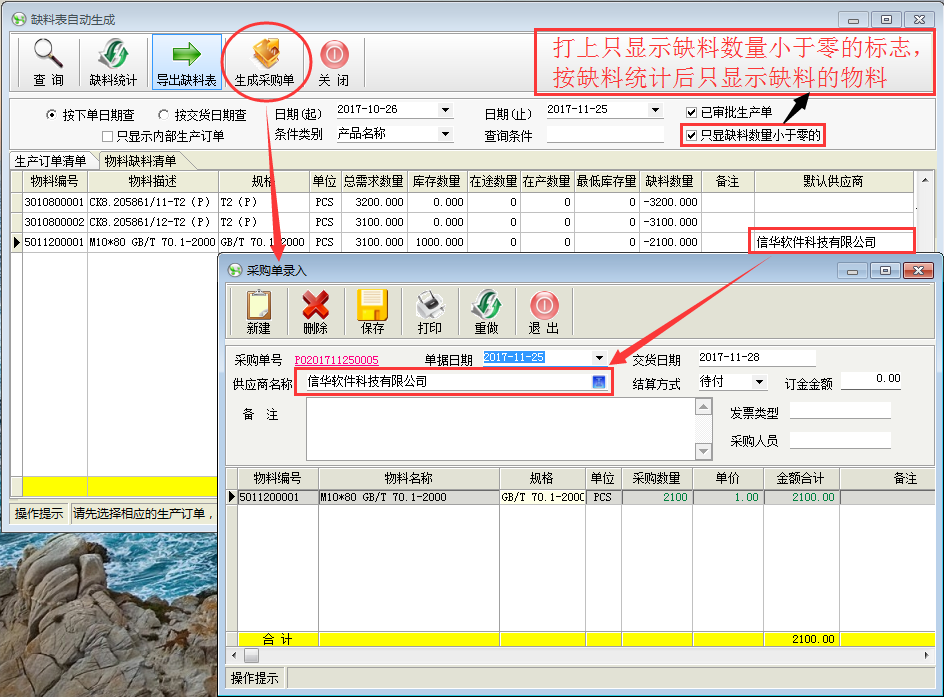 缺料表自动生成
查 询
缺料统计
导出缺料表
生成采购单
关 闭
打上只显示缺料数量小于零的标志，
按缺料统计后只显示缺料的物料
按下单日期查
按交货日期查
日期(起)
2017-10-26
日期(止)
2017-11-25
已审批生产单
只显示内部生产订单
条件类别
产品名称
查询条件
只显缺料数量小于零的
生产订单清单
物料缺料清单
物料编号 物料描述 规格 单位 总需求数量 库存数量 在途数量 在产数量 最低库存量 缺料数量 备注 默认供应商
3010800001 CK8.205861/11-T2 (P) T2 (P) PCS 3200.000 0.000 0 0 0 -3200.000
3010800002 CK8.205861/12-T2 (P) T2 (P) PCS 3100.000 0.000 0 0 0 -3100.000
5011200001 M10*80 GB/T 70.1-2000 GB/T 70.1-2000 PCS 3100.000 1000.000 0 0 0 -2100.000 信华软件科技有限公司
操作提示
请先选择相应的生产订单，
采购单录入
新建
删除
保存
打印
重做
退 出
采购单号
PO201711250005
单据日期
2017-11-25
交货日期
2017-11-28
供应商名称
信华软件科技有限公司
结算方式
待付
订金金额
0.00
备 注
发票类型
采购人员
物料编号 物料名称 规格 单位 采购数量 单价 金额合计 备注
5011200001 M10*80 GB/T 70.1-2000 GB/T 70.1-200C PCS 2100 1.00 2100.00
合 计 2100.00
操作提示